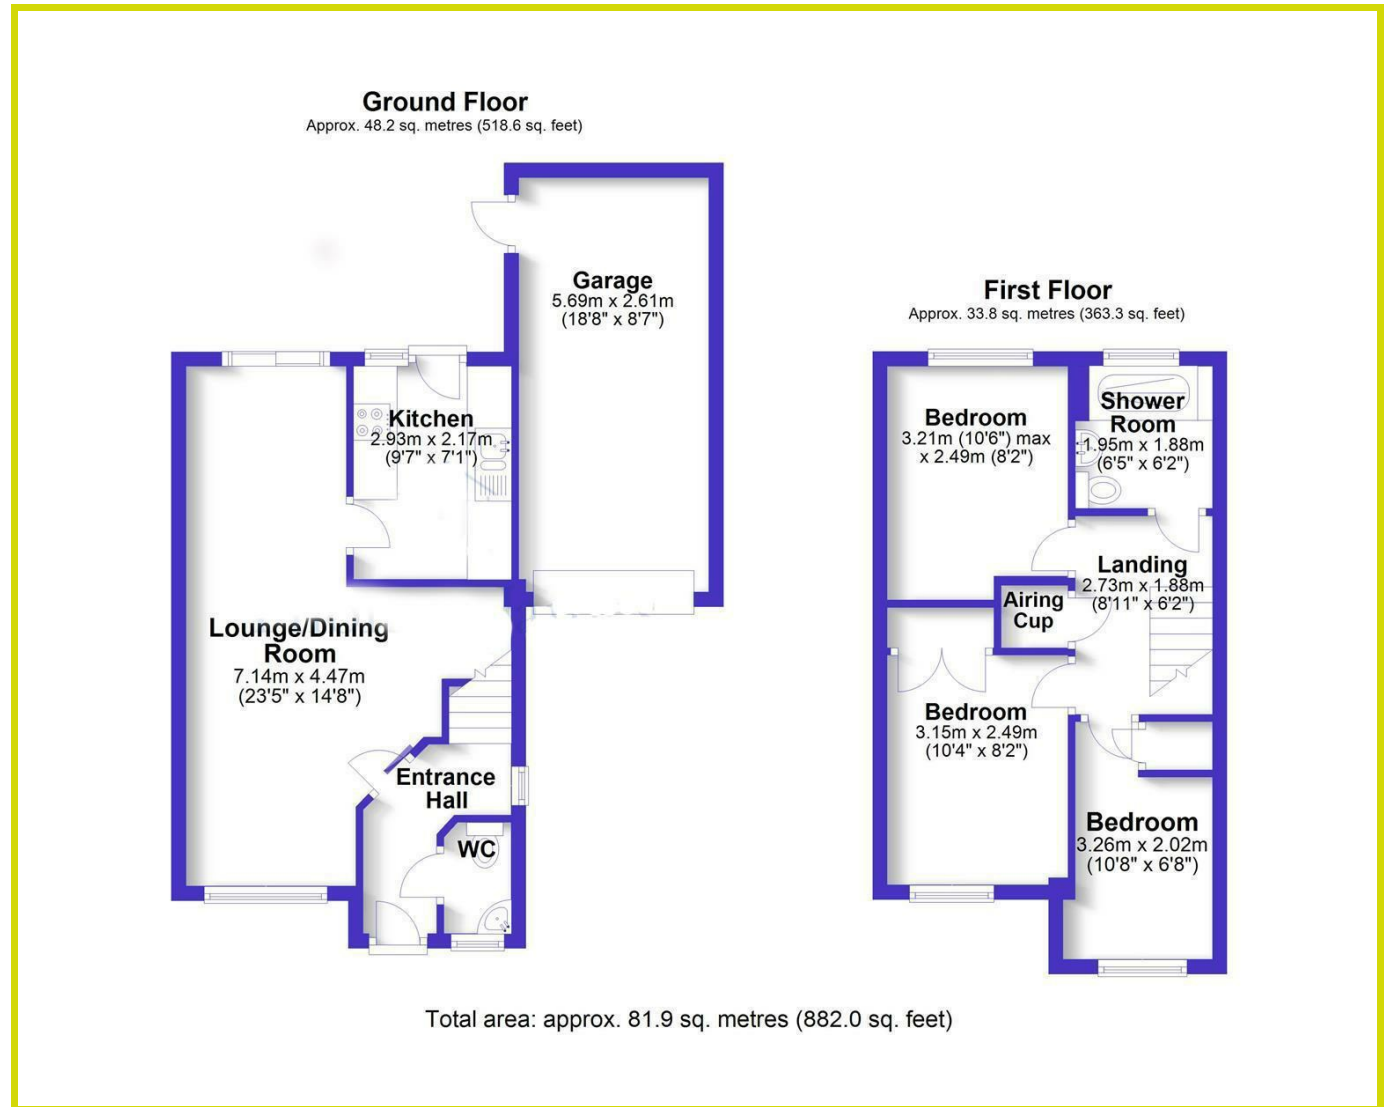 Ground Floor
Approx. 48.2 sq. metres (518.6 sq. feet)
Garage
5.69m x 2.61m
(18'8" x 8'7")
Kitchen
2.93m x 2.17m
(9'7" x 7'1")
Lounge/Dining
Room
7.14m x 4.47m
(23'5" x 14'8")
Entrance
Hall
WC
First Floor
Approx. 33.8 sq. metres (363.3 sq. feet)
Bedroom
3.21m (10'6") max
x 2.49m (8'2")
Shower
Room
1.95m x 1.88m
(6'5" x 6'2")
Landing
2.73m x 1.88m
(8'11" x 6'2")
Airing
Cup
Bedroom
3.15m x 2.49m
(10'4" x 8'2")
Bedroom
3.26m x 2.02m
(10'8" x 6'8")
Total area: approx. 81.9 sq. metres (882.0 sq. feet)